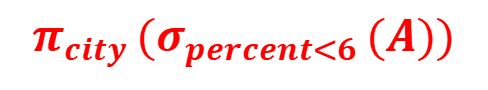 π_city (σ_percent<6 (A))